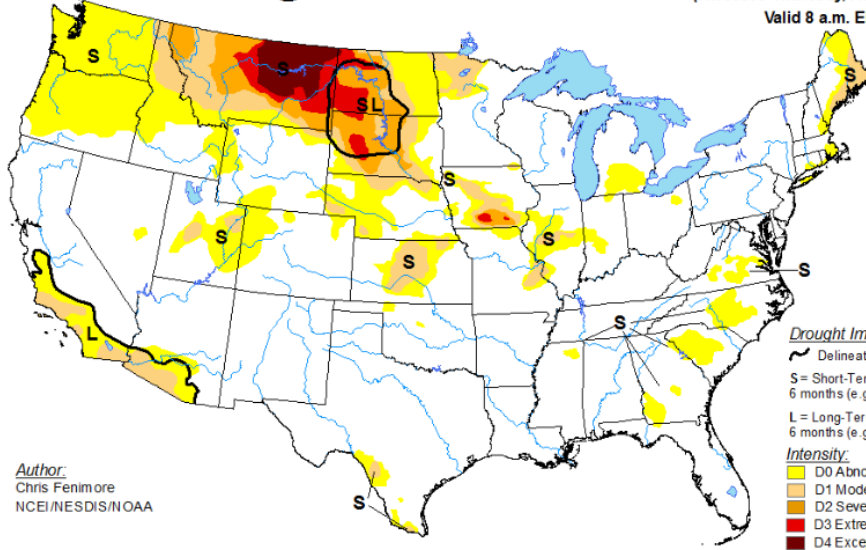 Valid 8 a.m. E
S
S
S L
S
S
S
S
S
S
S
L
S
Author:
Chris Fenimore
NCEI/NESDIS/NOAA
Drought Im
Delineat
S = Short-Ter
6 months (e.g
L = Long-Ter
6 months (e.g
Intensity:
D0 Abno
D1 Mode
D2 Seve
D3 Extre
D4 Exce